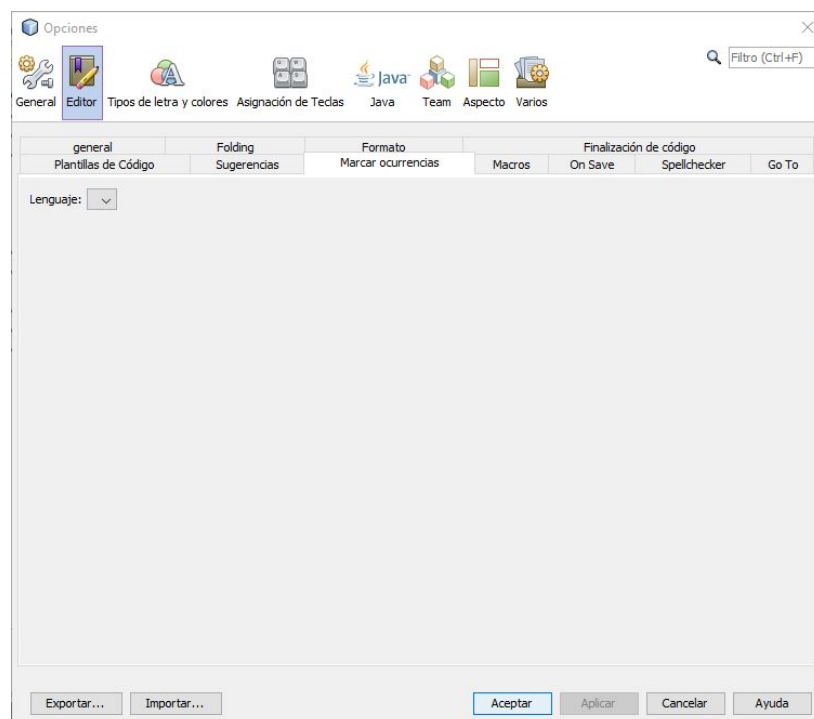 Opciones
Filtro (Ctrl+F)
General Editor Tipos de letra y colores Asignación de Teclas Java Team Aspecto Varios
general Folding Formato Finalización de código
Plantillas de Código Sugerencias Marcar ocurrencias Macros On Save Spellchecker Go To
Lenguaje:
Exportar... Importar... Aceptar Aplicar Cancelar Ayuda